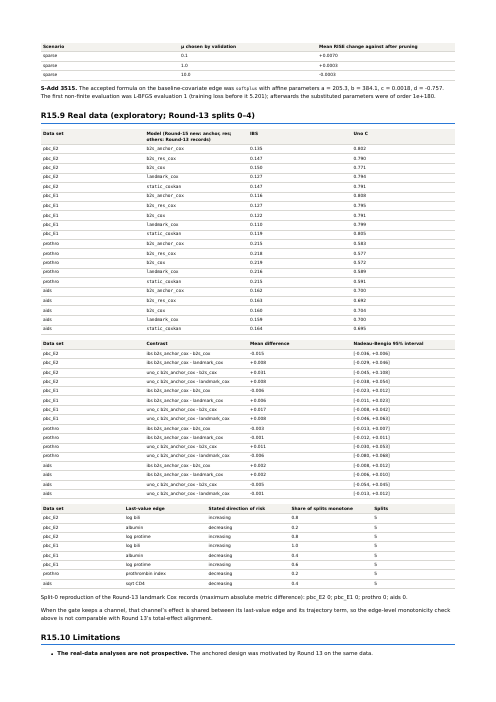 Scenario μ chosen by validation Mean RISE change against after pruning
sparse 0.1 +0.0070
sparse 1.0 +0.0003
sparse 10.0 -0.0003
S-Add 3515. The accepted formula on the baseline-covariate edge was softplus with affine parameters a = 205.3, b = 384.1, c = 0.0018, d = -0.757.
The first non-finite evaluation was L-BFGS evaluation 1 (training loss before it 5.201); afterwards the substituted parameters were of order 1e+180.
R15.9 Real data (exploratory; Round-13 splits 0–4)
Data set Model (Round-15 new: anchor, res; IBS Uno C
others: Round-13 records)
pbc_E2 b2s_anchor_cox 0.135 0.802
pbc_E2 b2s_res_cox 0.147 0.790
pbc_E2 b2s_cox 0.150 0.771
pbc_E2 landmark_cox 0.127 0.794
pbc_E2 static_coxkan 0.147 0.791
pbc_E1 b2s_anchor_cox 0.116 0.808
pbc_E1 b2s_res_cox 0.127 0.795
pbc_E1 b2s_cox 0.122 0.791
pbc_E1 landmark_cox 0.110 0.799
pbc_E1 static_coxkan 0.119 0.805
prothro b2s_anchor_cox 0.215 0.583
prothro b2s_res_cox 0.218 0.577
prothro b2s_cox 0.219 0.572
prothro landmark_cox 0.216 0.589
prothro static_coxkan 0.215 0.591
aids b2s_anchor_cox 0.162 0.700
aids b2s_res_cox 0.163 0.692
aids b2s_cox 0.160 0.704
aids landmark_cox 0.159 0.700
aids static_coxkan 0.164 0.695
Data set Contrast Mean difference Nadeau-Bengio 95% interval
pbc_E2 ibs b2s_anchor_cox - b2s_cox -0.015 [-0.036, +0.006]
pbc_E2 ibs b2s_anchor_cox - landmark_cox +0.008 [-0.029, +0.046]
pbc_E2 uno_c b2s_anchor_cox - b2s_cox +0.031 [-0.045, +0.108]
pbc_E2 uno_c b2s_anchor_cox - landmark_cox +0.008 [-0.038, +0.054]
pbc_E1 ibs b2s_anchor_cox - b2s_cox -0.006 [-0.023, +0.012]
pbc_E1 ibs b2s_anchor_cox - landmark_cox +0.006 [-0.011, +0.023]
pbc_E1 uno_c b2s_anchor_cox - b2s_cox +0.017 [-0.008, +0.042]
pbc_E1 uno_c b2s_anchor_cox - landmark_cox +0.008 [-0.046, +0.063]
prothro ibs b2s_anchor_cox - b2s_cox -0.003 [-0.013, +0.007]
prothro ibs b2s_anchor_cox - landmark_cox -0.001 [-0.012, +0.011]
prothro uno_c b2s_anchor_cox - b2s_cox +0.011 [-0.030, +0.053]
prothro uno_c b2s_anchor_cox - landmark_cox -0.006 [-0.080, +0.068]
aids ibs b2s_anchor_cox - b2s_cox +0.002 [-0.008, +0.012]
aids ibs b2s_anchor_cox - landmark_cox +0.002 [-0.006, +0.010]
aids uno_c b2s_anchor_cox - b2s_cox -0.005 [-0.054, +0.045]
aids uno_c b2s_anchor_cox - landmark_cox -0.001 [-0.013, +0.012]
Data set Last-value edge Stated direction of risk Share of splits monotone Splits
pbc_E2 log bili increasing 0.8 5
pbc_E2 albumin decreasing 0.2 5
pbc_E2 log protime increasing 0.8 5
pbc_E1 log bili increasing 1.0 5
pbc_E1 albumin decreasing 0.4 5
pbc_E1 log protime increasing 0.6 5
prothro prothrombin index decreasing 0.2 5
aids sqrt CD4 decreasing 0.4 5
Split-0 reproduction of the Round-13 landmark Cox records (maximum absolute metric difference): pbc_E2 0; pbc_E1 0; prothro 0; aids 0.
When the gate keeps a channel, that channel's effect is shared between its last-value edge and its trajectory term, so the edge-level monotonicity check
above is not comparable with Round 13's total-effect alignment.
R15.10 Limitations
• The real-data analyses are not prospective. The anchored design was motivated by Round 13 on the same data.